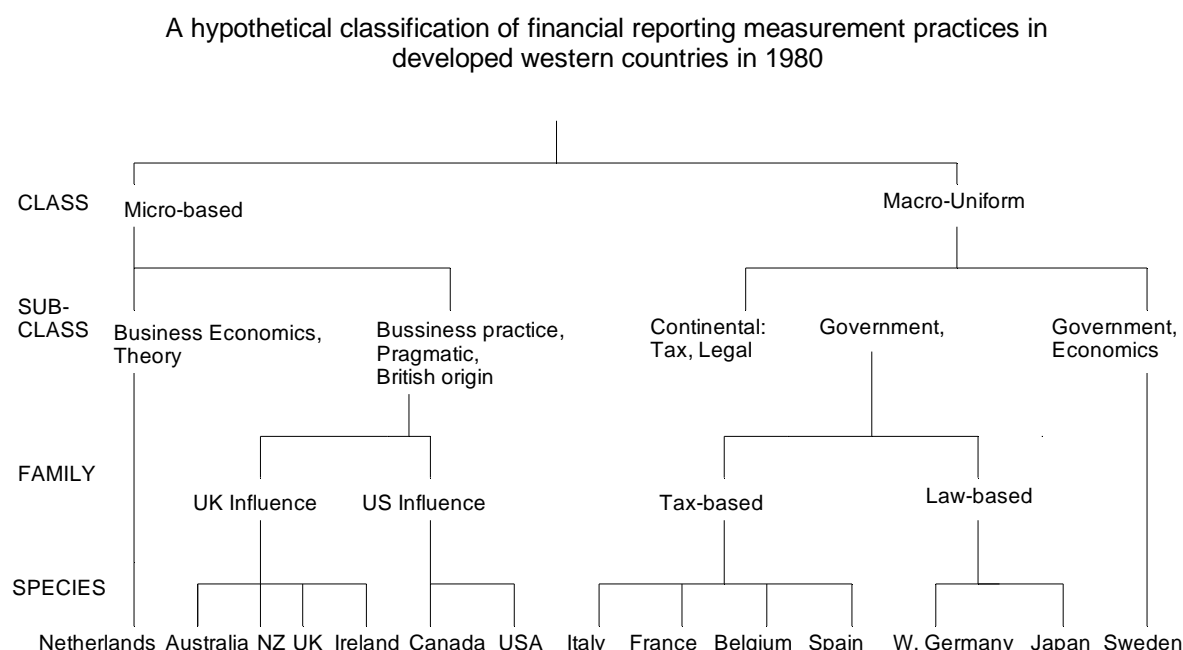 A hypothetical classification of financial reporting measurement practices in
developed western countries in 1980
CLASS
Micro-based
Macro-Uniform
SUB-
CLASS
Business Economics,
Theory
Bussiness practice,
Pragmatic,
British origin
Continental:
Tax, Legal
Government,
Government,
Economics
FAMILY
UK Influence
US Influence
Tax-based
Law-based
SPECIES
Netherlands Australia NZ UK Ireland Canada USA Italy France Belgium Spain W. Germany Japan Sweden